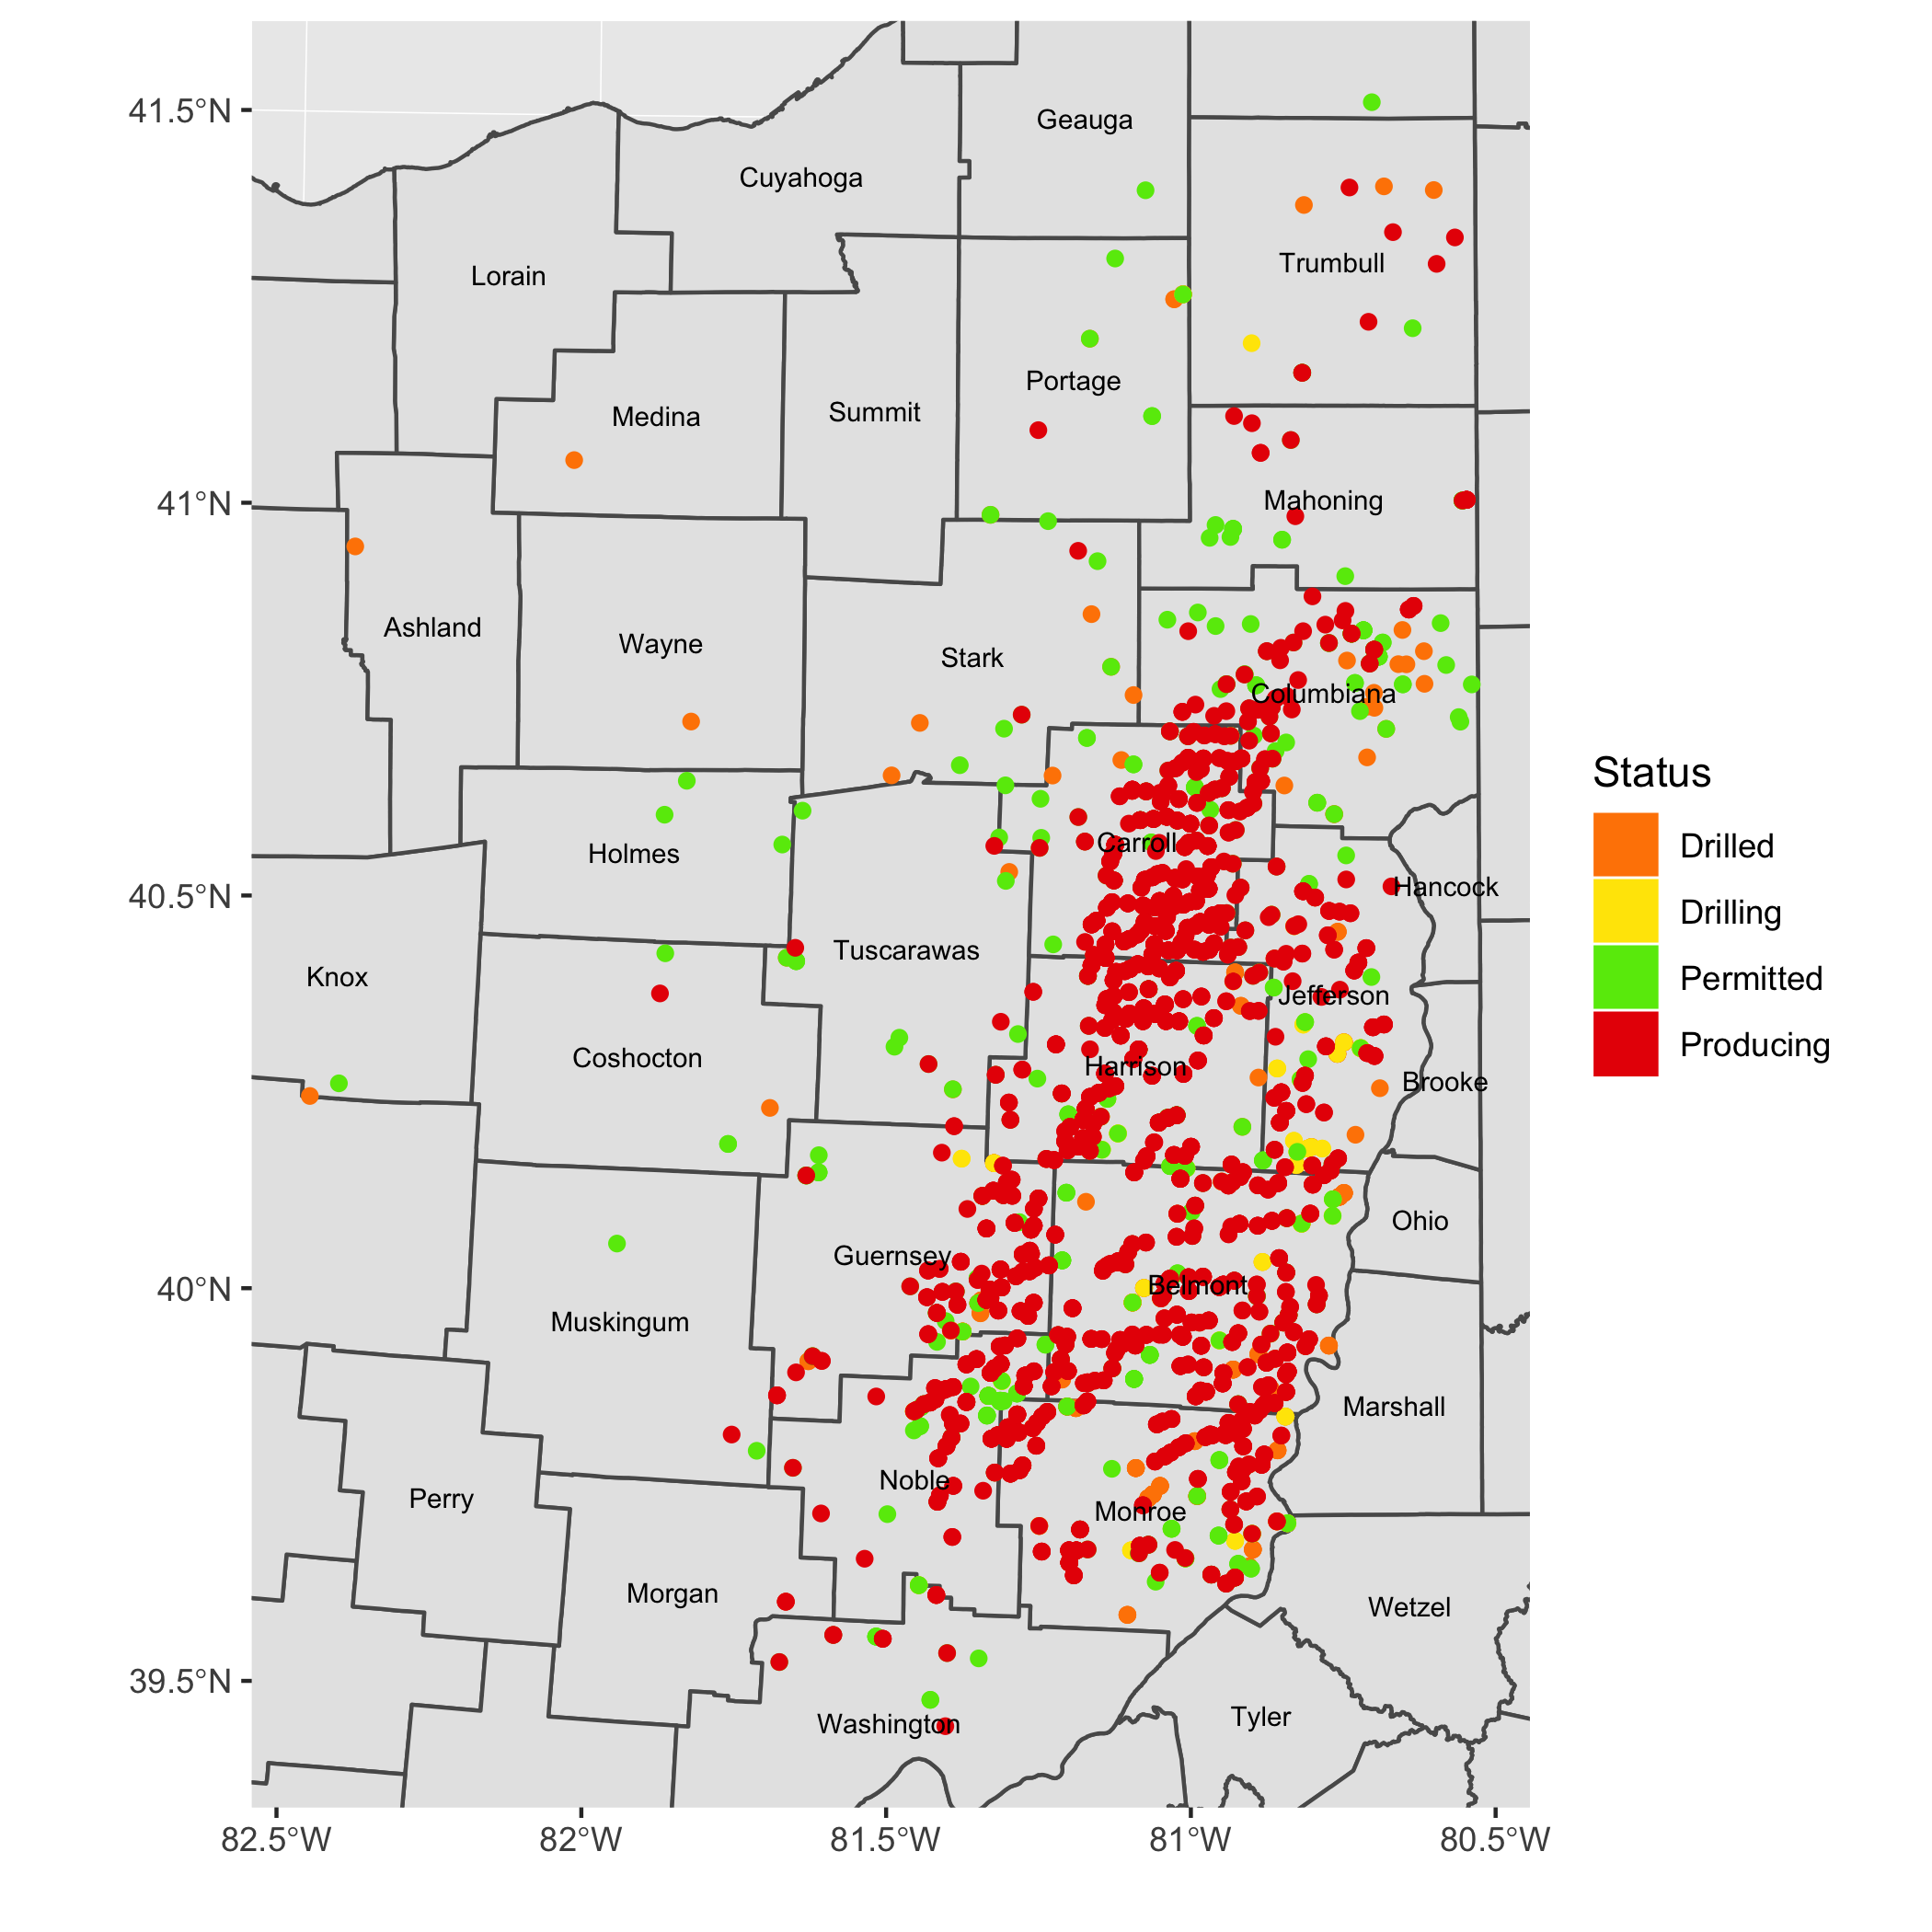 41.5°N
Geauga
Cuyahoga
Trumbull
Lorain
Portage
Summit
Medina
41°N
Mahoning
Ashland
Wayne
Stark
Columbiana
Status
Drilled
Drilling
Permitted
Producing
Carroll
Holmes
Hancock
40.5°N
Tuscarawas
Knox
Jefferson
Coshocton
Harrison
Brooke
Ohio
Guernsey
40°N
Belmont
Muskingum
Marshall
Noble
Perry
Monroe
Morgan
Wetzel
39.5°N
Tyler
Washington
82.5°W 82°W 81.5°W 81°W 80.5°W